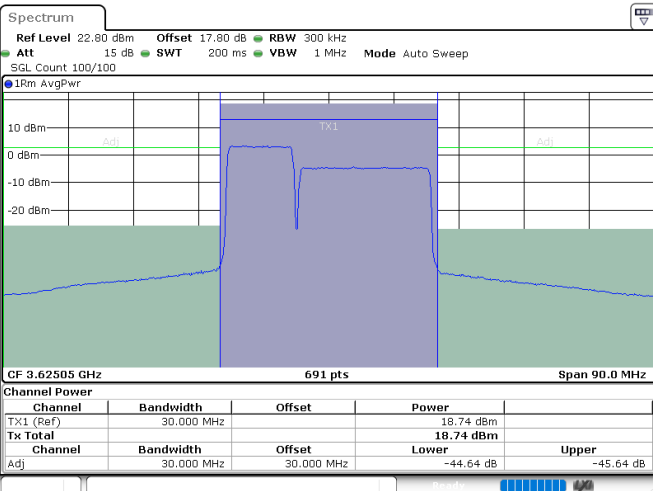 Spectrum
Ref Level 22.80 dBm Offset 17.80 dB RBW 300 kHz
Att 15 dB SWT 200 ms VBW 1 MHz Mode Auto Sweep
SGL Count 100/100
1Rm AvgPwr
TX1
10 dBm
Adj Adj
0 dBm
-10 dBm
-20 dBm
CF 3.62505 GHz 691 pts Span 90.0 MHz
Channel Power
Channel Bandwidth Offset Power
TX1 (Ref) 30.000 MHz 18.74 dBm
Tx Total 18.74 dBm
Channel Bandwidth Offset Lower Upper
Adj 30.000 MHz 30.000 MHz -44.64 dB -45.64 dB
Ready